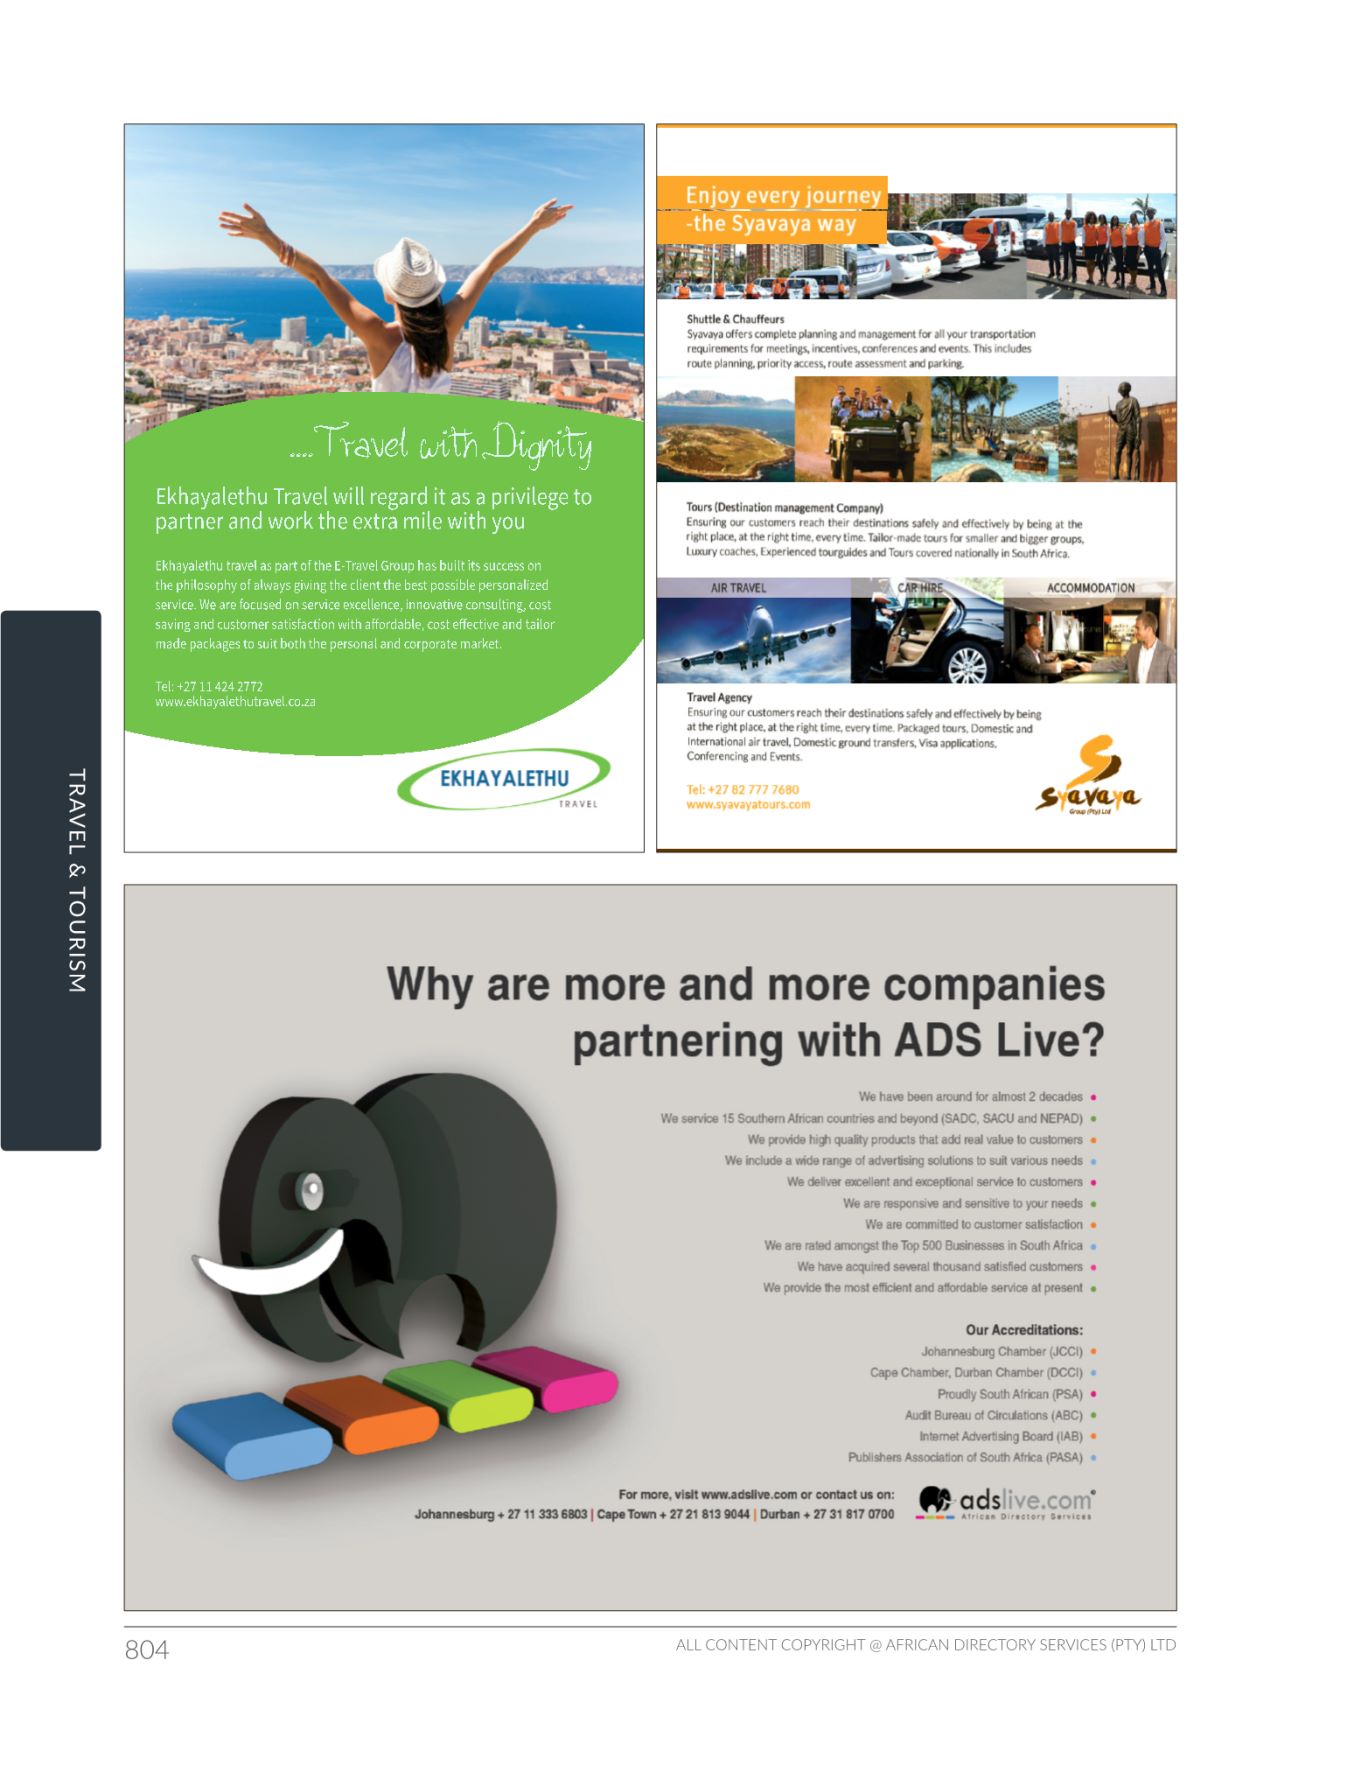 ....Travel with Dignity
Ekhayalethu Travel will regard it as a privilege to
partner and work the extra mile with you
Ekhayalethu travel as part of the E-Travel Group has built its success on
the philosophy of always giving the client the best possible personalized
service. We are focused on service excellence, innovative consulting, cost
saving and customer satisfaction with affordable, cost effective and tailor
made packages to suit both the personal and corporate market.
Tel: +27 11 424 2772
www.ekhayalethutravel.co.za
EKHAYALETHU
TRAVEL
Enjoy every journey
-the Syavaya way
Shuttle & Chauffeurs
Syavaya offers complete planning and management for all your transportation
requirements for meetings, incentives, conferences and events. This includes
route planning, priority access, route assessment and parking.
Tours (Destination management Company)
Ensuring our customers reach their destinations safely and effectively by being at the
right place, at the right time, every time. Tailor-made tours for smaller and bigger groups,
Luxury coaches, Experienced tourguides and Tours covered nationally in South Africa.
AIR TRAVEL
CAR HIRE
ACCOMMODATION
Travel Agency
Ensuring our customers reach their destinations safely and effectively by being
at the right place, at the right time, every time. Packaged tours, Domestic and
International air travel, Domestic ground transfers, Visa applications,
Conferencing and Events.
Tel: +27 82 777 7680
www.syavayatours.com
Syavaya
Group (Pty) Ltd
TRAVEL & TOURISM
Why are more and more companies
partnering with ADS Live?
We have been around for almost 2 decades •
We service 15 Southern African countries and beyond (SADC, SACU and NEPAD) •
We provide high quality products that add real value to customers •
We include a wide range of advertising solutions to suit various needs •
We deliver excellent and exceptional service to customers •
We are responsive and sensitive to your needs •
We are committed to customer satisfaction •
We are rated amongst the Top 500 Businesses in South Africa •
We have acquired several thousand satisfied customers •
We provide the most efficient and affordable service at present •
Our Accreditations:
Johannesburg Chamber (JCCI) •
Cape Chamber, Durban Chamber (DCCI) •
Proudly South African (PSA) •
Audit Bureau of Circulations (ABC) •
Internet Advertising Board (IAB) •
Publishers Association of South Africa (PASA) •
For more, visit www.adslive.com or contact us on:
Johannesburg + 27 11 333 6803 | Cape Town + 27 21 813 9044 | Durban + 27 31 817 0700
adslive.com
African Directory Services
804
ALL CONTENT COPYRIGHT @ AFRICAN DIRECTORY SERVICES (PTY) LTD